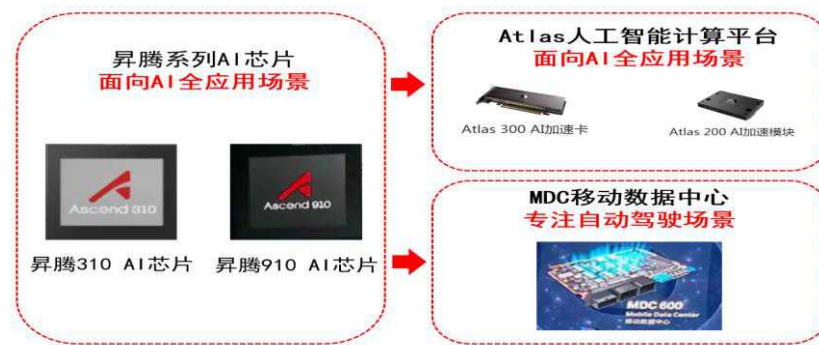 昇腾系列AI芯片
面向AI全应用场景
Ascend 310
Ascend 910
昇腾310 AI芯片
昇腾910 AI芯片
Atlas人工智能计算平台
面向AI全应用场景
Atlas 300 AI加速卡
Atlas 200 AI加速模块
MDC移动数据中心
专注自动驾驶场景
MDC 600
Mobile Data Center
移动数据中心